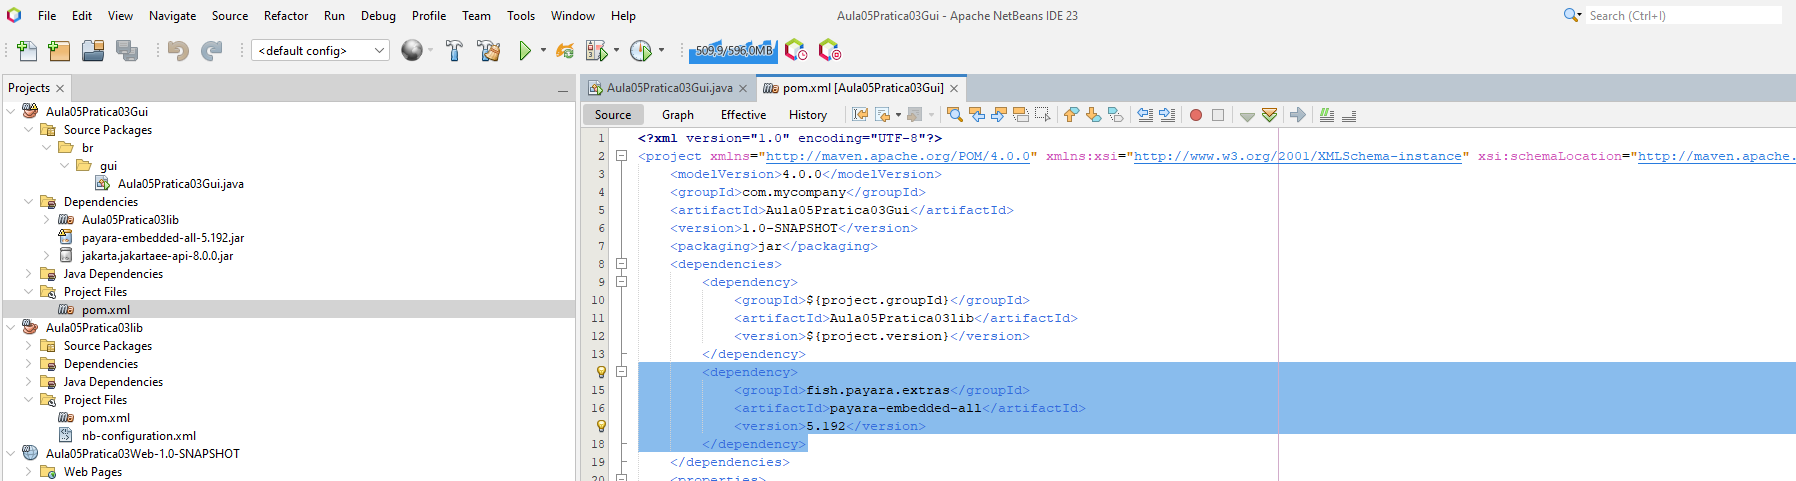 File Edit View Navigate Source Refactor Run Debug Profile Team Tools Window Help
Aula05Pratica03Gui - Apache NetBeans IDE 23
Search (Ctrl+I)
<default config>
509,9/596,0MB
Projects
Aula05Pratica03Gui
Source Packages
br
gui
Aula05Pratica03Gui.java
Dependencies
Aula05Pratica03lib
payara-embedded-all-5.192.jar
jakarta.jakartaee-api-8.0.0.jar
Java Dependencies
Project Files
pom.xml
Aula05Pratica03lib
Source Packages
Dependencies
Java Dependencies
Project Files
pom.xml
nb-configuration.xml
Aula05Pratica03Web-1.0-SNAPSHOT
Web Pages
Aula05Pratica03Gui.java
pom.xml [Aula05Pratica03Gui]
Source Graph Effective History
1 <?xml version="1.0" encoding="UTF-8"?>
2 <project xmlns="http://maven.apache.org/POM/4.0.0" xmlns:xsi="http://www.w3.org/2001/XMLSchema-instance" xsi:schemaLocation="http://maven.apache.
3 <modelVersion>4.0.0</modelVersion>
4 <groupId>com.mycompany</groupId>
5 <artifactId>Aula05Pratica03Gui</artifactId>
6 <version>1.0-SNAPSHOT</version>
7 <packaging>jar</packaging>
8 <dependencies>
9 <dependency>
10 <groupId>${project.groupId}</groupId>
11 <artifactId>Aula05Pratica03lib</artifactId>
12 <version>${project.version}</version>
13 </dependency>
<dependency>
15 <groupId>fish.payara.extras</groupId>
16 <artifactId>payara-embedded-all</artifactId>
<version>5.192</version>
18 </dependency>
19 </dependencies>
20 <properties>